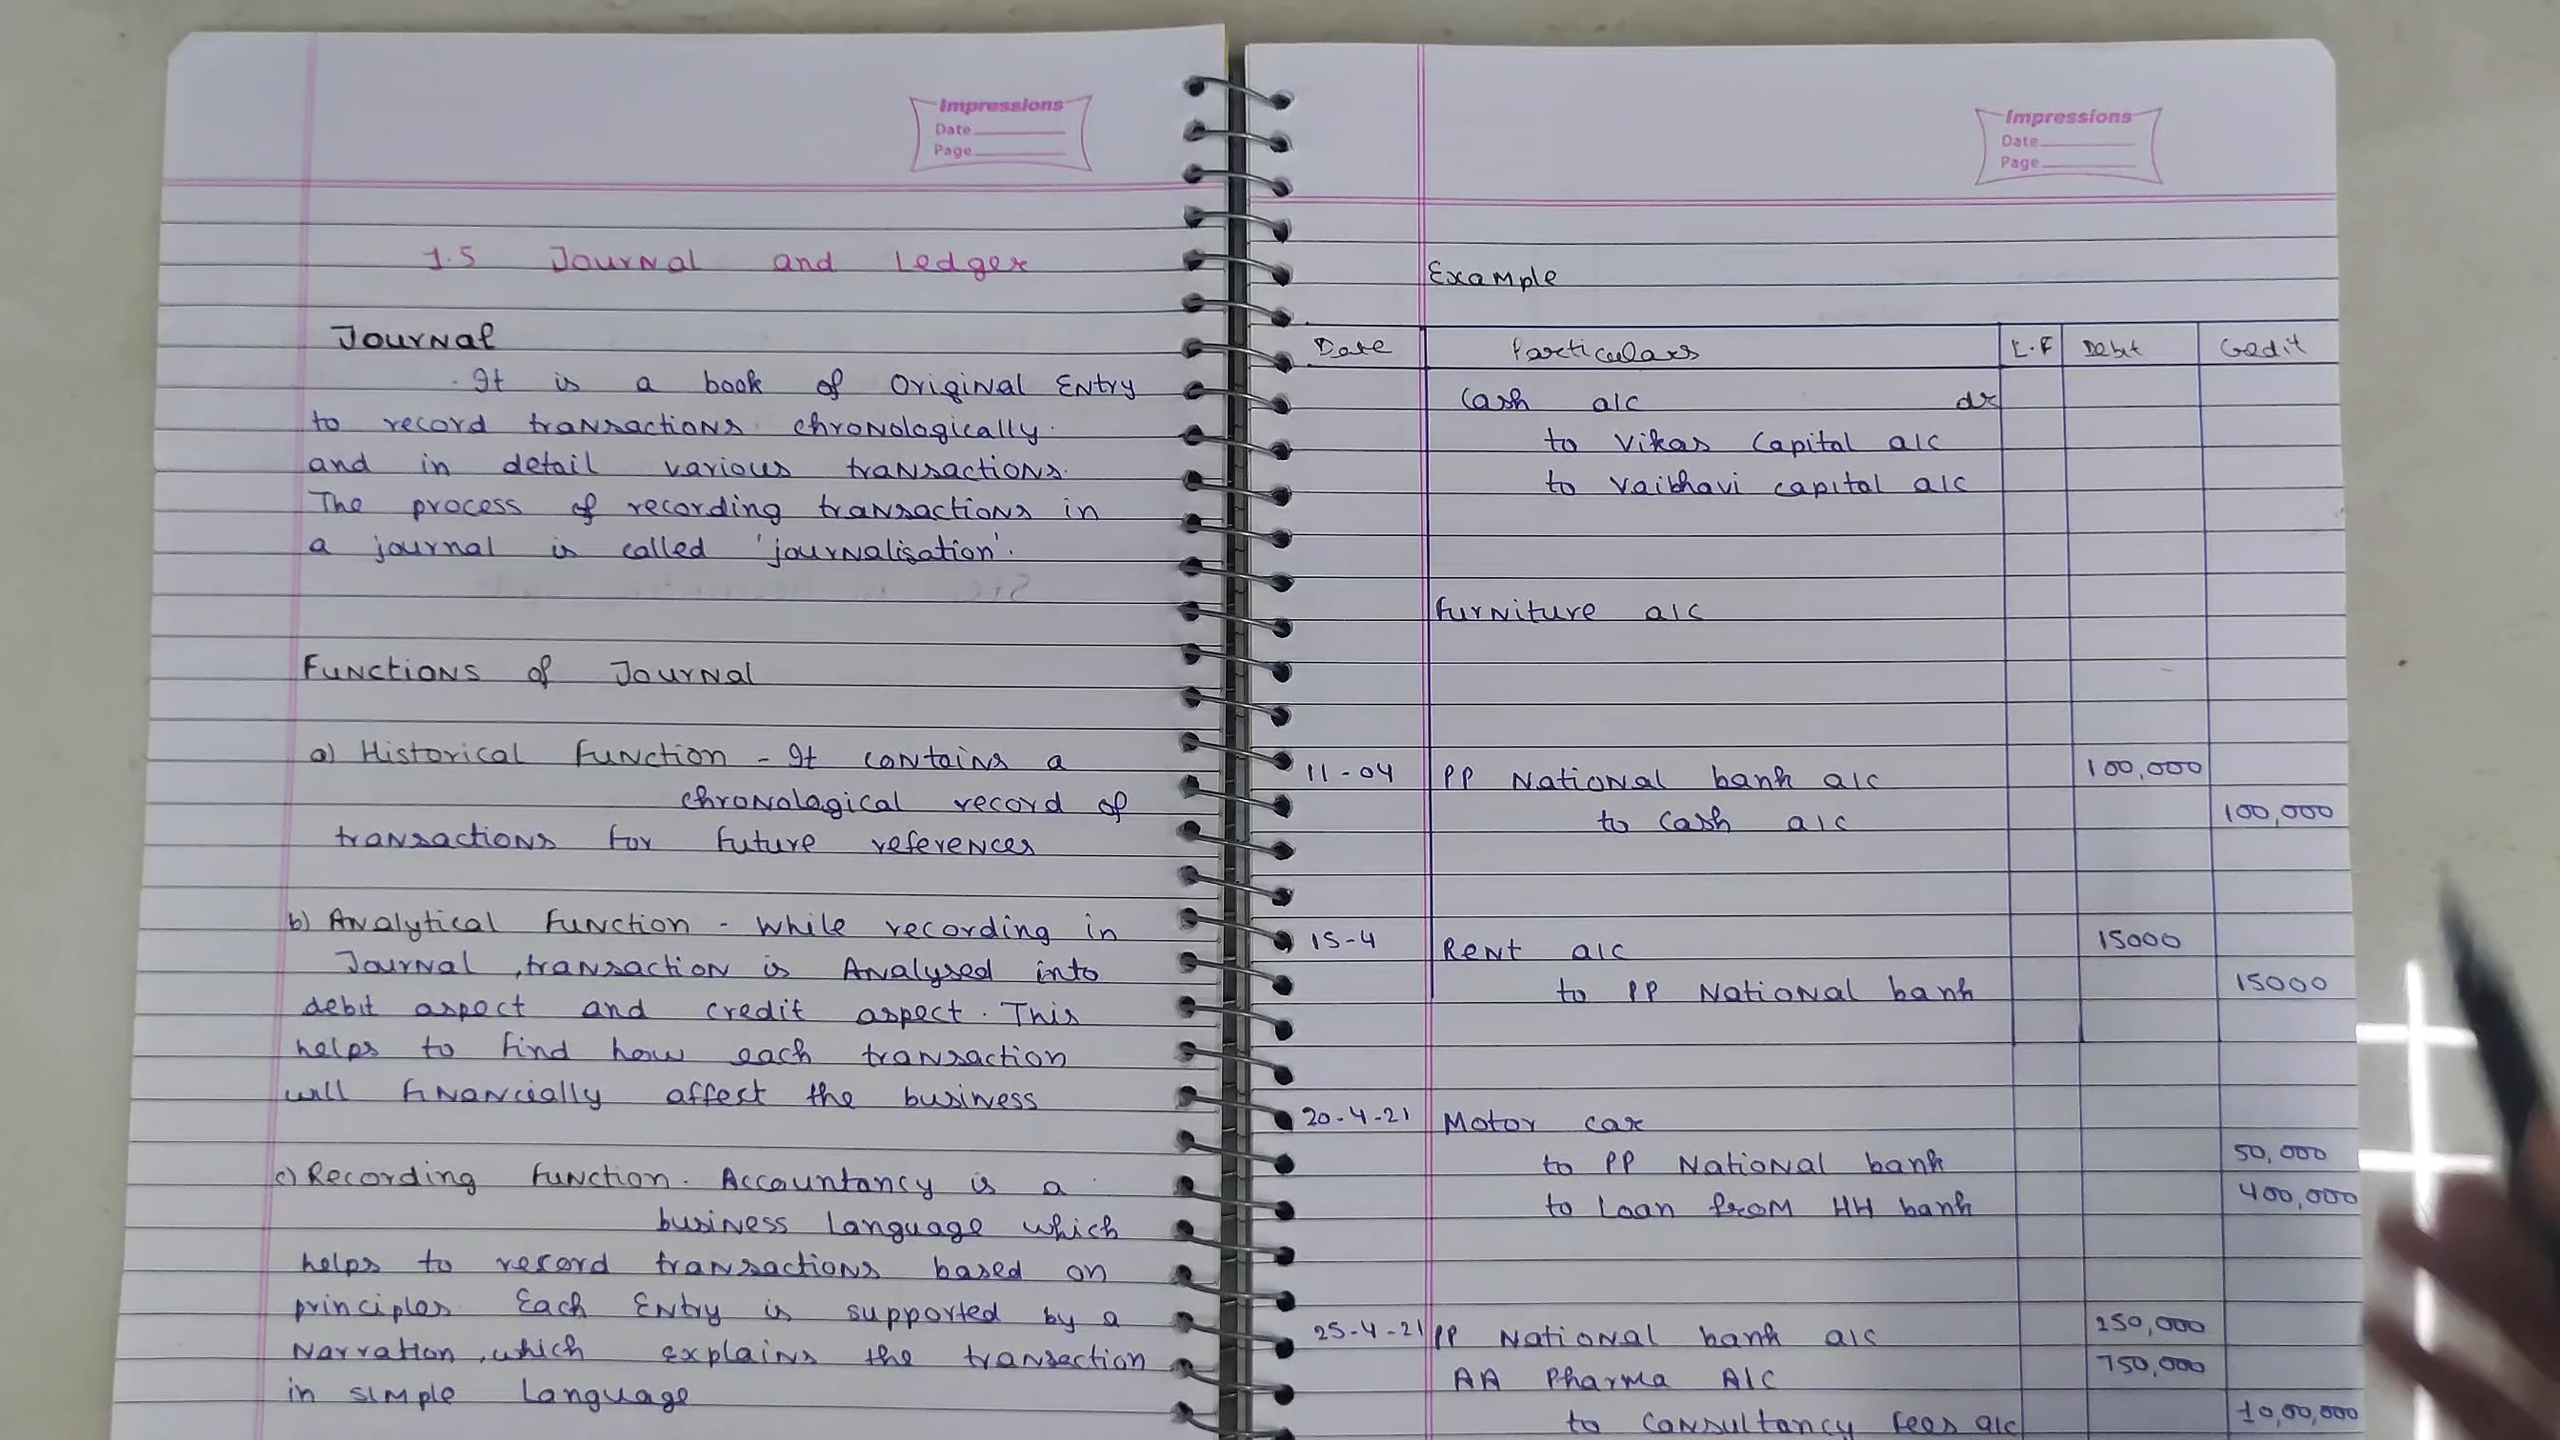 Impressions
Date
Page
1.5 Journal and Ledger
Journal
It is a book of Original Entry
to record transactions chronologically.
and in detail various transactions.
The process of recording transactions in
a journal is called 'journalisation'.
Functions of Journal
a) Historical Function - It contains a
chronological record of
transactions for future references
b) Analytical Function - While recording in
Journal, transaction is Analysed into
debit aspect and credit aspect. This
helps to find how each transaction
will financially affect the business
c) Recording Function. Accountancy is a
business language which
helps to record transactions based on
principles. Each Entry is supported by a
Narration, which explains the transection
in simple Language
Impressions
Date
Page
Example
Date Particulars L.F Debit Credit
Cash a/c dr
to Vikas Capital a/c
to Vaibhavi capital a/c
Furniture a/c
11-04 PP National bank a/c 100,000
to Cash a/c 100,000
15-4 Rent a/c 15000
to PP National bank 15000
20-4-21 Motor car
to PP National bank 50,000
to Loan from HH bank 400,000
25-4-21 PP National bank a/c 250,000
AA Pharma A/C 750,000
to Consultancy Fees a/c 10,00,000